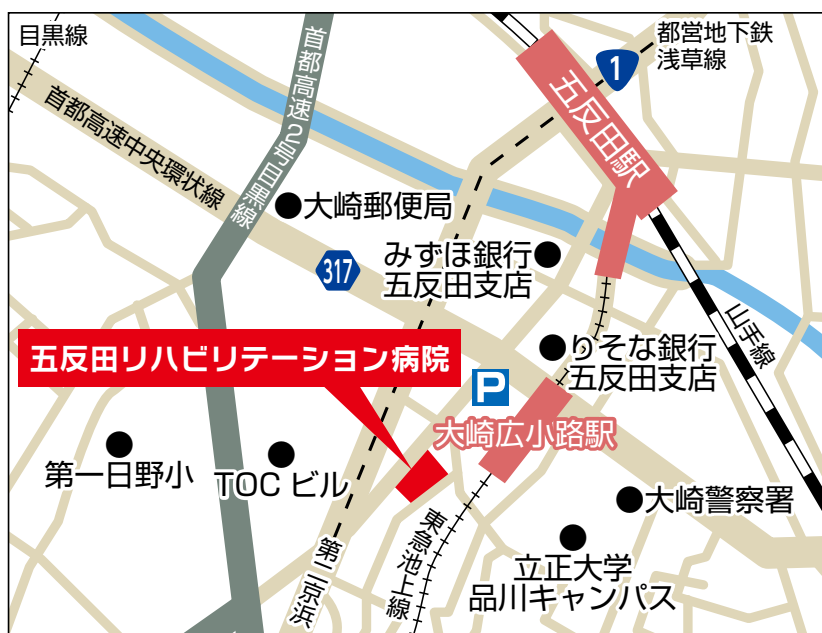 目黒線
都営地下鉄
浅草線
1
首都高速2号目黒線
首都高速中央環状線
五反田駅
大崎郵便局
みずほ銀行
五反田支店
317
山手線
りそな銀行
五反田支店
五反田リハビリテーション病院
P
大崎広小路駅
第一日野小
TOC ビル
大崎警察署
東急池上線
第二京浜
立正大学
品川キャンパス